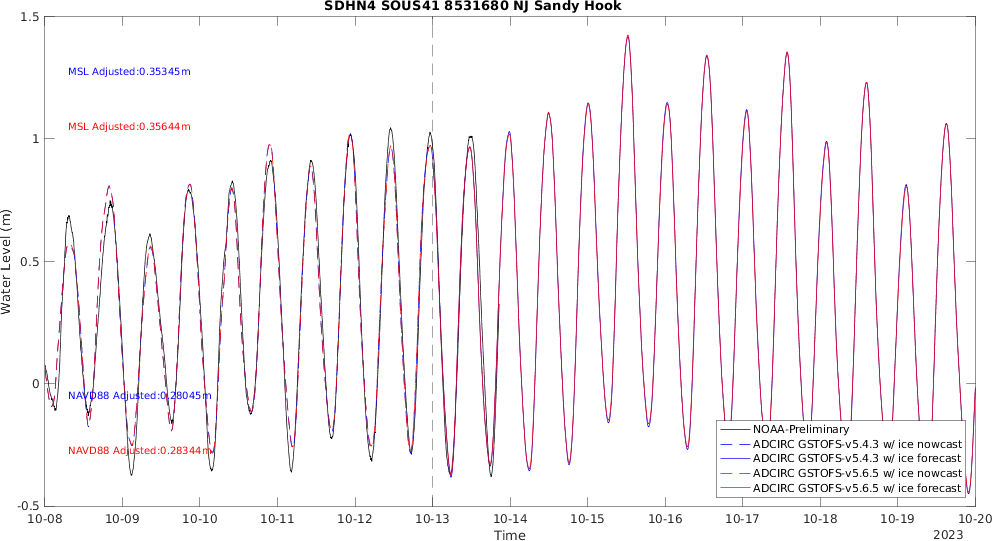 SDHN4 SOUS41 8531680 NJ Sandy Hook
1.5
MSL Adjusted:0.35345m
MSL Adjusted:0.35644m
1
0.5
Water Level (m)
0
NAVD88 Adjusted:0.28045m
NAVD88 Adjusted:0.28344m
NOAA-Preliminary
ADCIRC GSTOFS-v5.4.3 w/ ice nowcast
ADCIRC GSTOFS-v5.4.3 w/ ice forecast
ADCIRC GSTOFS-v5.6.5 w/ ice nowcast
ADCIRC GSTOFS-v5.6.5 w/ ice forecast
-0.5
10-08 10-09 10-10 10-11 10-12 10-13 10-14 10-15 10-16 10-17 10-18 10-19 10-20
Time
2023